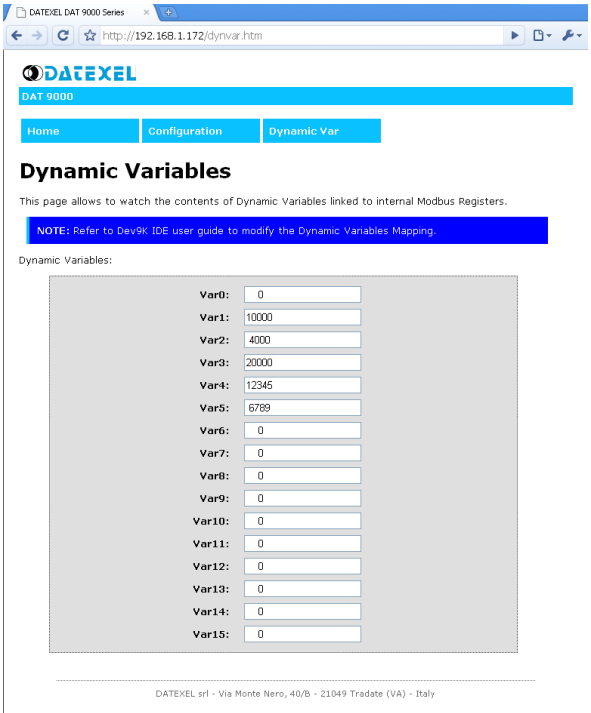 DATEXEL DAT 9000 Series
http://192.168.1.172/dynvar.htm
DATEXEL
DAT 9000
Home Configuration Dynamic Var
Dynamic Variables
This page allows to watch the contents of Dynamic Variables linked to internal Modbus Registers.
NOTE: Refer to Dev9K IDE user guide to modify the Dynamic Variables Mapping.
Dynamic Variables:
Var0: 0
Var1: 10000
Var2: 4000
Var3: 20000
Var4: 12345
Var5: 6789
Var6: 0
Var7: 0
Var8: 0
Var9: 0
Var10: 0
Var11: 0
Var12: 0
Var13: 0
Var14: 0
Var15: 0
DATEXEL srl - Via Monte Nero, 40/B - 21049 Tradate (VA) - Italy